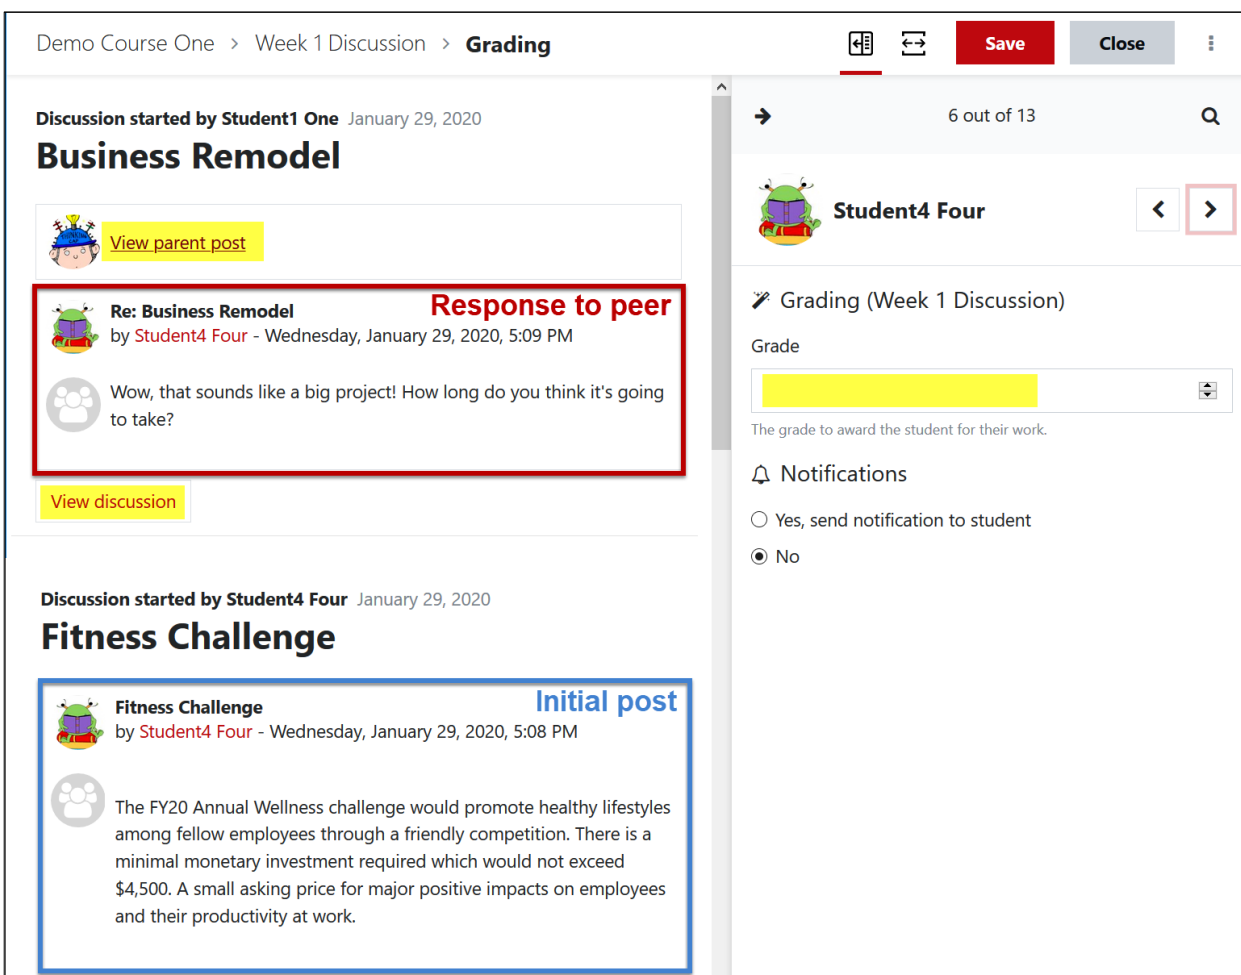 Demo Course One > Week 1 Discussion > Grading
Save
Close
Discussion started by Student1 One January 29, 2020
Business Remodel
View parent post
Response to peer
Re: Business Remodel
by Student4 Four - Wednesday, January 29, 2020, 5:09 PM
Wow, that sounds like a big project! How long do you think it's going
to take?
View discussion
Discussion started by Student4 Four January 29, 2020
Fitness Challenge
Initial post
Fitness Challenge
by Student4 Four - Wednesday, January 29, 2020, 5:08 PM
The FY20 Annual Wellness challenge would promote healthy lifestyles
among fellow employees through a friendly competition. There is a
minimal monetary investment required which would not exceed
$4,500. A small asking price for major positive impacts on employees
and their productivity at work.
6 out of 13
Student4 Four
Grading (Week 1 Discussion)
Grade
The grade to award the student for their work.
Notifications
Yes, send notification to student
No